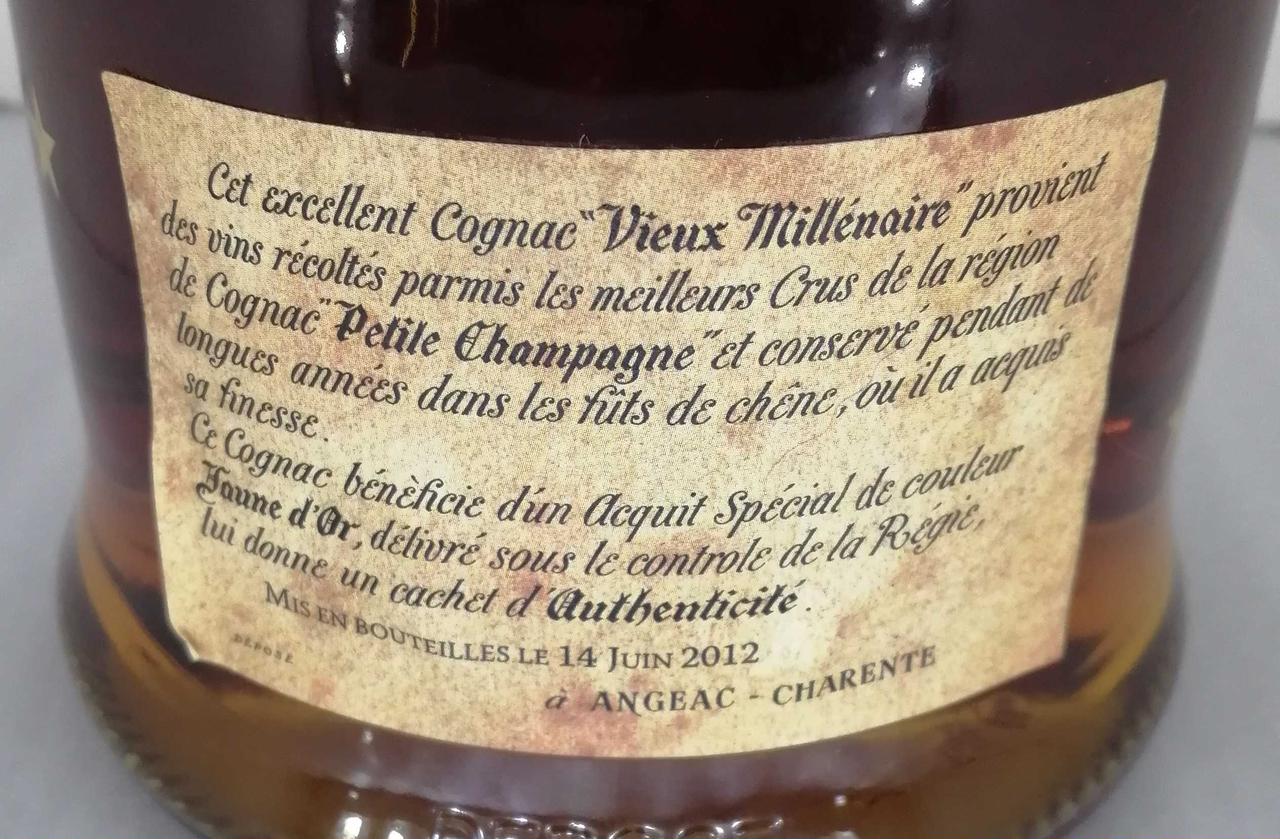 Cet excellent Cognac "Vieux Millénaire" provient
des vins récoltés parmis les meilleurs Crus de la région
de Cognac "Petite Champagne" et conservé pendant de
longues années dans les fûts de chêne, où il a acquis
sa finesse.
Ce Cognac bénèficie d'un Acquit Spécial de couleur
Jaune d'Or, délivré sous le controle de la Régie,
lui donne un cachet d'Authenticité.
MIS EN BOUTEILLES LE 14 JUIN 2012
DÉPOSÉ
à ANGEAC - CHARENTE